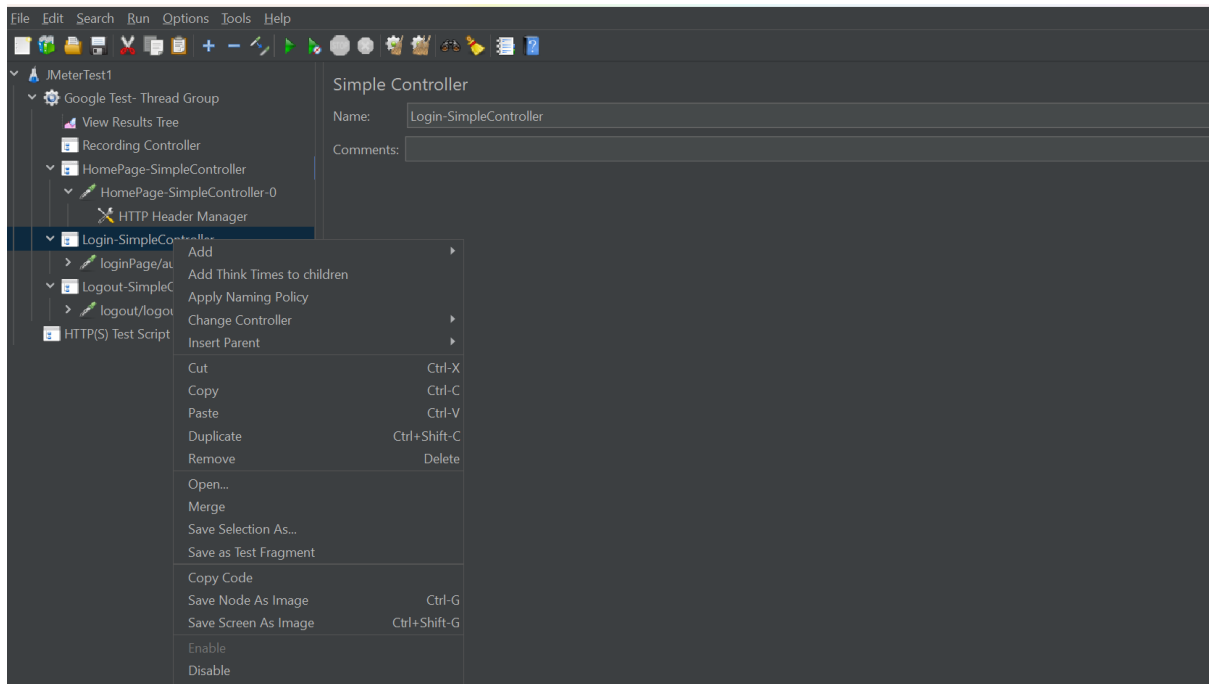 File Edit Search Run Options Tools Help
JMeterTest1
Google Test- Thread Group
View Results Tree
Recording Controller
HomePage-SimpleController
HomePage-SimpleController-0
HTTP Header Manager
Login-SimpleController
loginPage/au
Logout-SimpleC
logout/logou
HTTP(S) Test Script
Simple Controller
Name: Login-SimpleController
Comments:
Add
Add Think Times to children
Apply Naming Policy
Change Controller
Insert Parent
Cut Ctrl-X
Copy Ctrl-C
Paste Ctrl-V
Duplicate Ctrl+Shift-C
Remove Delete
Open...
Merge
Save Selection As...
Save as Test Fragment
Copy Code
Save Node As Image Ctrl-G
Save Screen As Image Ctrl+Shift-G
Enable
Disable